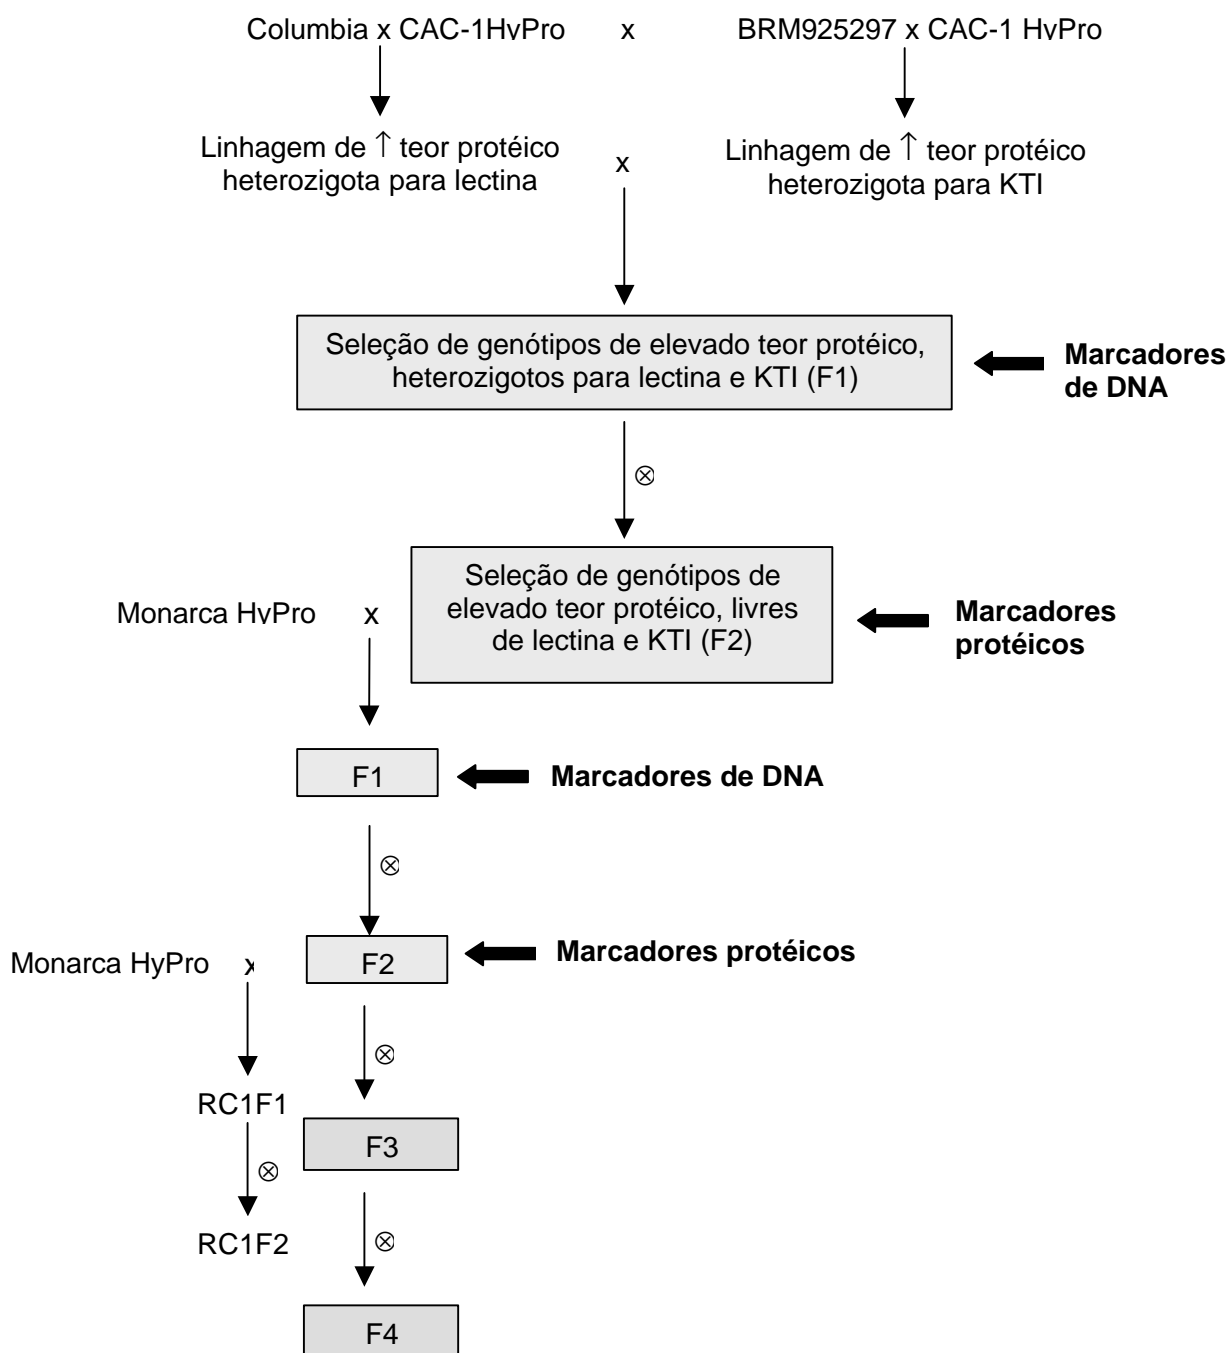 Columbia x CAC-1HyPro x BRM925297 x CAC-1 HyPro
Linhagem de ↑ teor protéico
heterozigota para lectina
x
Linhagem de ↑ teor protéico
heterozigota para KTI
Seleção de genótipos de elevado teor protéico,
heterozigotos para lectina e KTI (F1)
Marcadores
de DNA
⊗
Seleção de genótipos de
elevado teor protéico, livres
de lectina e KTI (F2)
Monarca HyPro x
Marcadores
protéicos
F1
Marcadores de DNA
⊗
Monarca HyPro x
F2
Marcadores protéicos
⊗
RC1F1
F3
⊗
RC1F2
⊗
F4